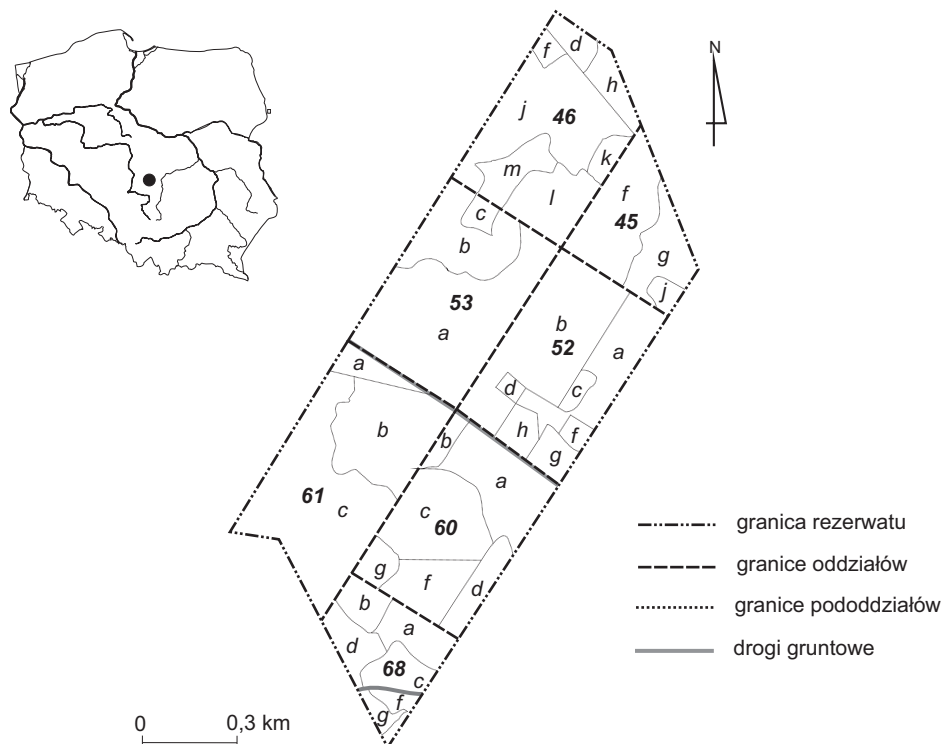 N
d
f
h
j
46
k
m
f
l
45
c
b
g
j
53
b
a
52
a
a
d
c
b
h
f
b
g
a
61
c
c
60
g
f
d
b
a
d
68
c
f
g
granica rezerwatu
granice oddziałów
granice pododdziałów
drogi gruntowe
0 0,3 km